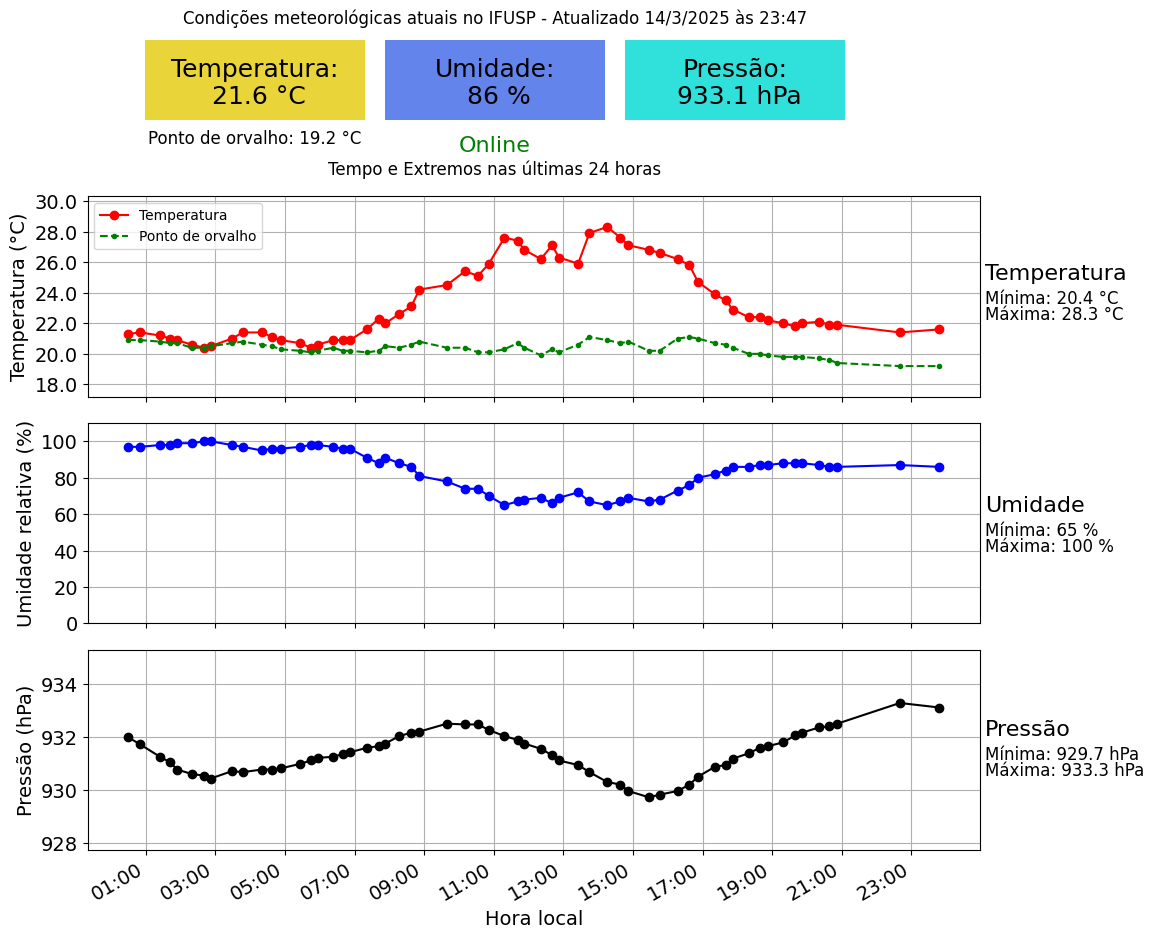 Condições meteorológicas atuais no IFUSP - Atualizado 14/3/2025 às 23:47
Temperatura:
21.6 °C
Umidade:
86 %
Pressão:
933.1 hPa
Ponto de orvalho: 19.2 °C
Online
Tempo e Extremos nas últimas 24 horas
Temperatura (°C)
30.0
28.0
26.0
24.0
22.0
20.0
18.0
Temperatura
Ponto de orvalho
Temperatura
Mínima: 20.4 °C
Máxima: 28.3 °C
Umidade relativa (%)
100
80
60
40
20
0
Umidade
Mínima: 65 %
Máxima: 100 %
Pressão (hPa)
934
932
930
928
Pressão
Mínima: 929.7 hPa
Máxima: 933.3 hPa
01:00 03:00 05:00 07:00 09:00 11:00 13:00 15:00 17:00 19:00 21:00 23:00
Hora local